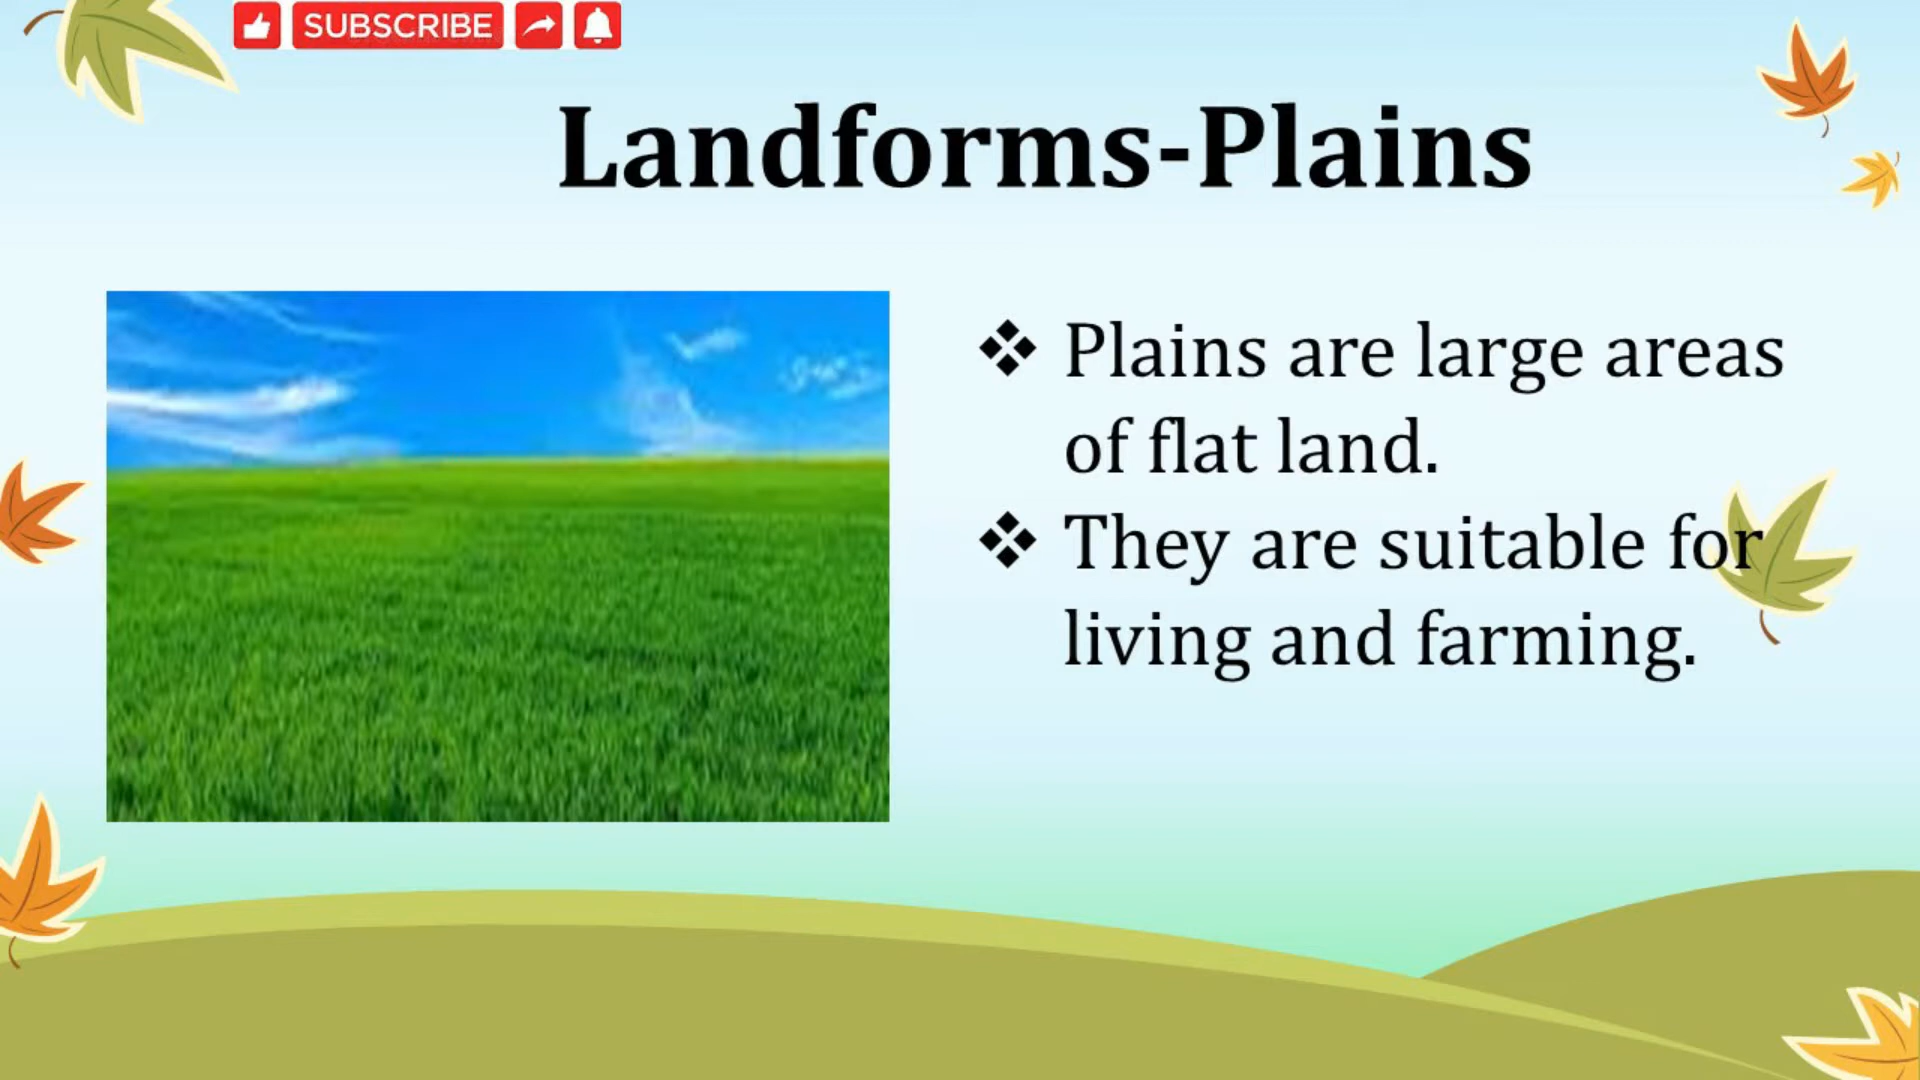 SUBSCRIBE
Landforms-Plains
❖ Plains are large areas
of flat land.
❖ They are suitable for
living and farming.